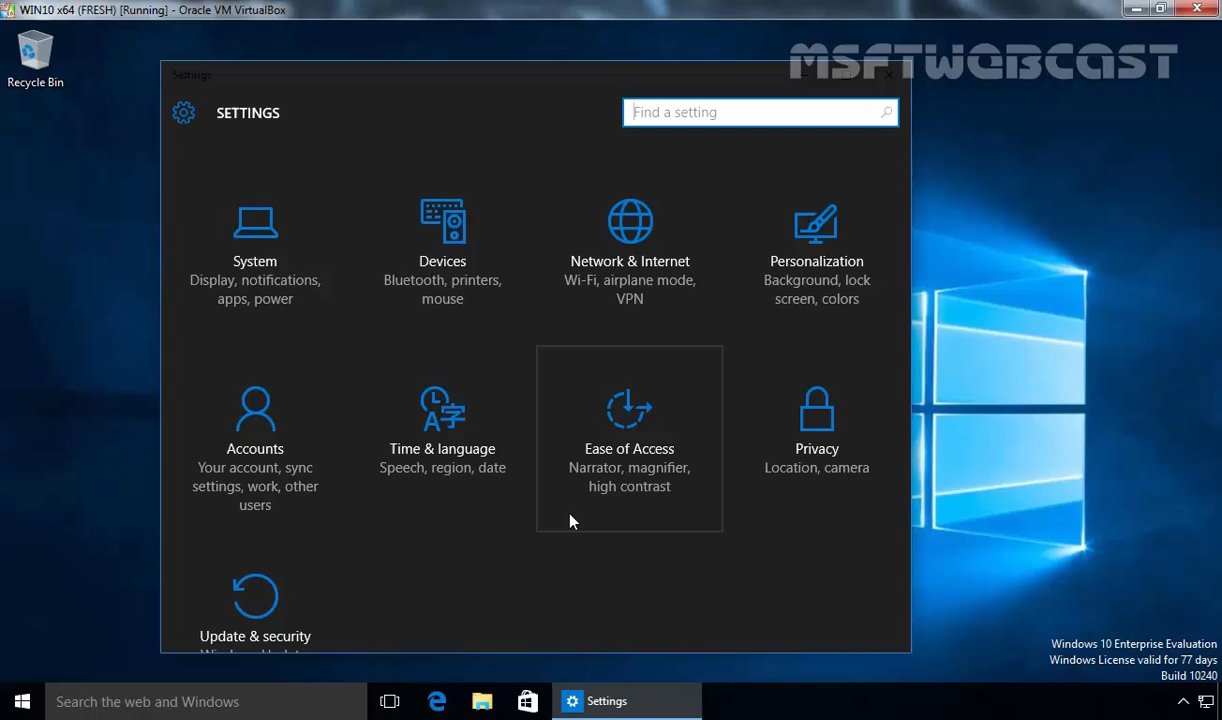 WIN10 x64 (FRESH) [Running] - Oracle VM VirtualBox
MSFTWEBCAST
Recycle Bin
Settings
SETTINGS
Find a setting
System
Display, notifications,
apps, power
Devices
Bluetooth, printers,
mouse
Network & Internet
Wi-Fi, airplane mode,
VPN
Personalization
Background, lock
screen, colors
Accounts
Your account, sync
settings, work, other
users
Time & language
Speech, region, date
Ease of Access
Narrator, magnifier,
high contrast
Privacy
Location, camera
Update & security
Windows 10 Enterprise Evaluation
Windows License valid for 77 days
Build 10240
Search the web and Windows
Settings